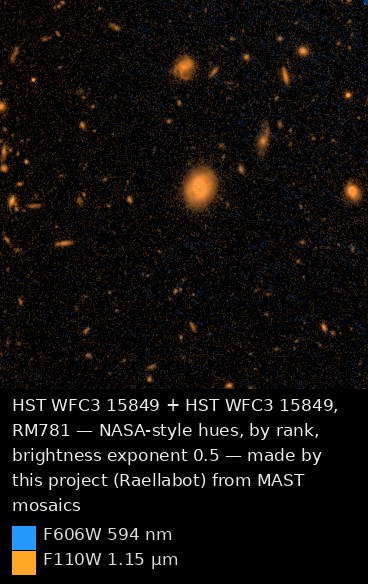 HST WFC3 15849 + HST WFC3 15849,
RM781 — NASA-style hues, by rank,
brightness exponent 0.5 — made by
this project (Raellabot) from MAST
mosaics
F606W 594 nm
F110W 1.15 µm